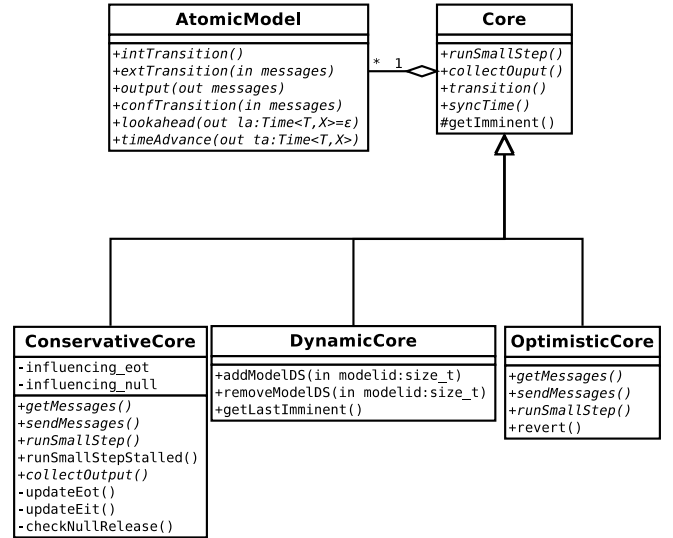 AtomicModel
+intTransition()
+extTransition(in messages)
+output(out messages)
+confTransition(in messages)
+lookahead(out la:Time<T,X>=ε)
+timeAdvance(out ta:Time<T,X>)
* 1
Core
+runSmallStep()
+collectOuput()
+transition()
+syncTime()
#getImminent()
ConservativeCore
-influencing_eot
-influencing_null
+getMessages()
+sendMessages()
+runSmallStep()
+runSmallStepStalled()
+collectOutput()
-updateEot()
-updateEit()
-checkNullRelease()
DynamicCore
+addModelDS(in modelid:size_t)
+removeModelDS(in modelid:size_t)
+getLastImminent()
OptimisticCore
+getMessages()
+sendMessages()
+runSmallStep()
+revert()